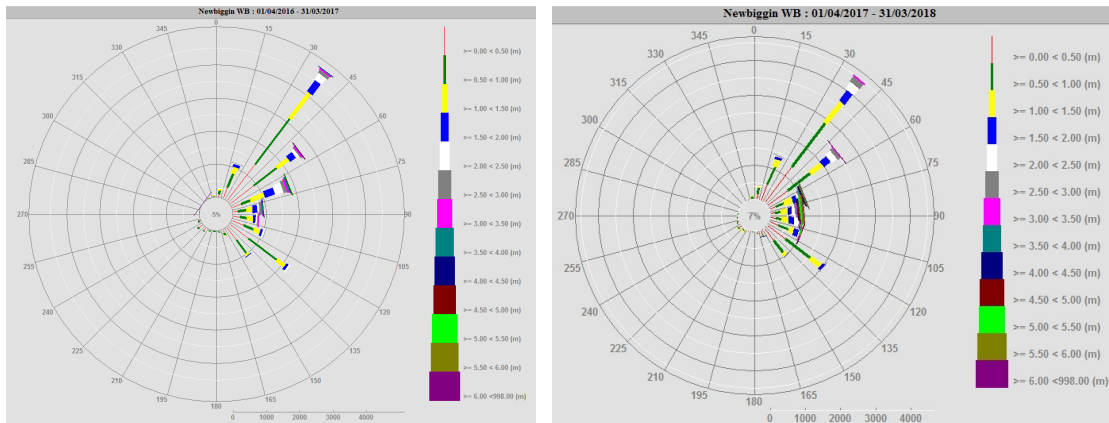 Newbiggin WB : 01/04/2016 - 31/03/2017
0
15
30
45
60
75
90
105
120
135
150
165
180
195
210
225
240
255
270
285
300
315
330
345
5%
>= 0.00 < 0.50 (m)
>= 0.50 < 1.00 (m)
>= 1.00 < 1.50 (m)
>= 1.50 < 2.00 (m)
>= 2.00 < 2.50 (m)
>= 2.50 < 3.00 (m)
>= 3.00 < 3.50 (m)
>= 3.50 < 4.00 (m)
>= 4.00 < 4.50 (m)
>= 4.50 < 5.00 (m)
>= 5.00 < 5.50 (m)
>= 5.50 < 6.00 (m)
>= 6.00 <998.00 (m)
0 1000 2000 3000 4000
Newbiggin WB : 01/04/2017 - 31/03/2018
0
15
30
45
60
75
90
105
120
135
150
165
180
195
210
225
240
255
270
285
300
315
330
345
7%
>= 0.00 < 0.50 (m)
>= 0.50 < 1.00 (m)
>= 1.00 < 1.50 (m)
>= 1.50 < 2.00 (m)
>= 2.00 < 2.50 (m)
>= 2.50 < 3.00 (m)
>= 3.00 < 3.50 (m)
>= 3.50 < 4.00 (m)
>= 4.00 < 4.50 (m)
>= 4.50 < 5.00 (m)
>= 5.00 < 5.50 (m)
>= 5.50 < 6.00 (m)
>= 6.00 <998.00 (m)
0 1000 2000 3000 4000